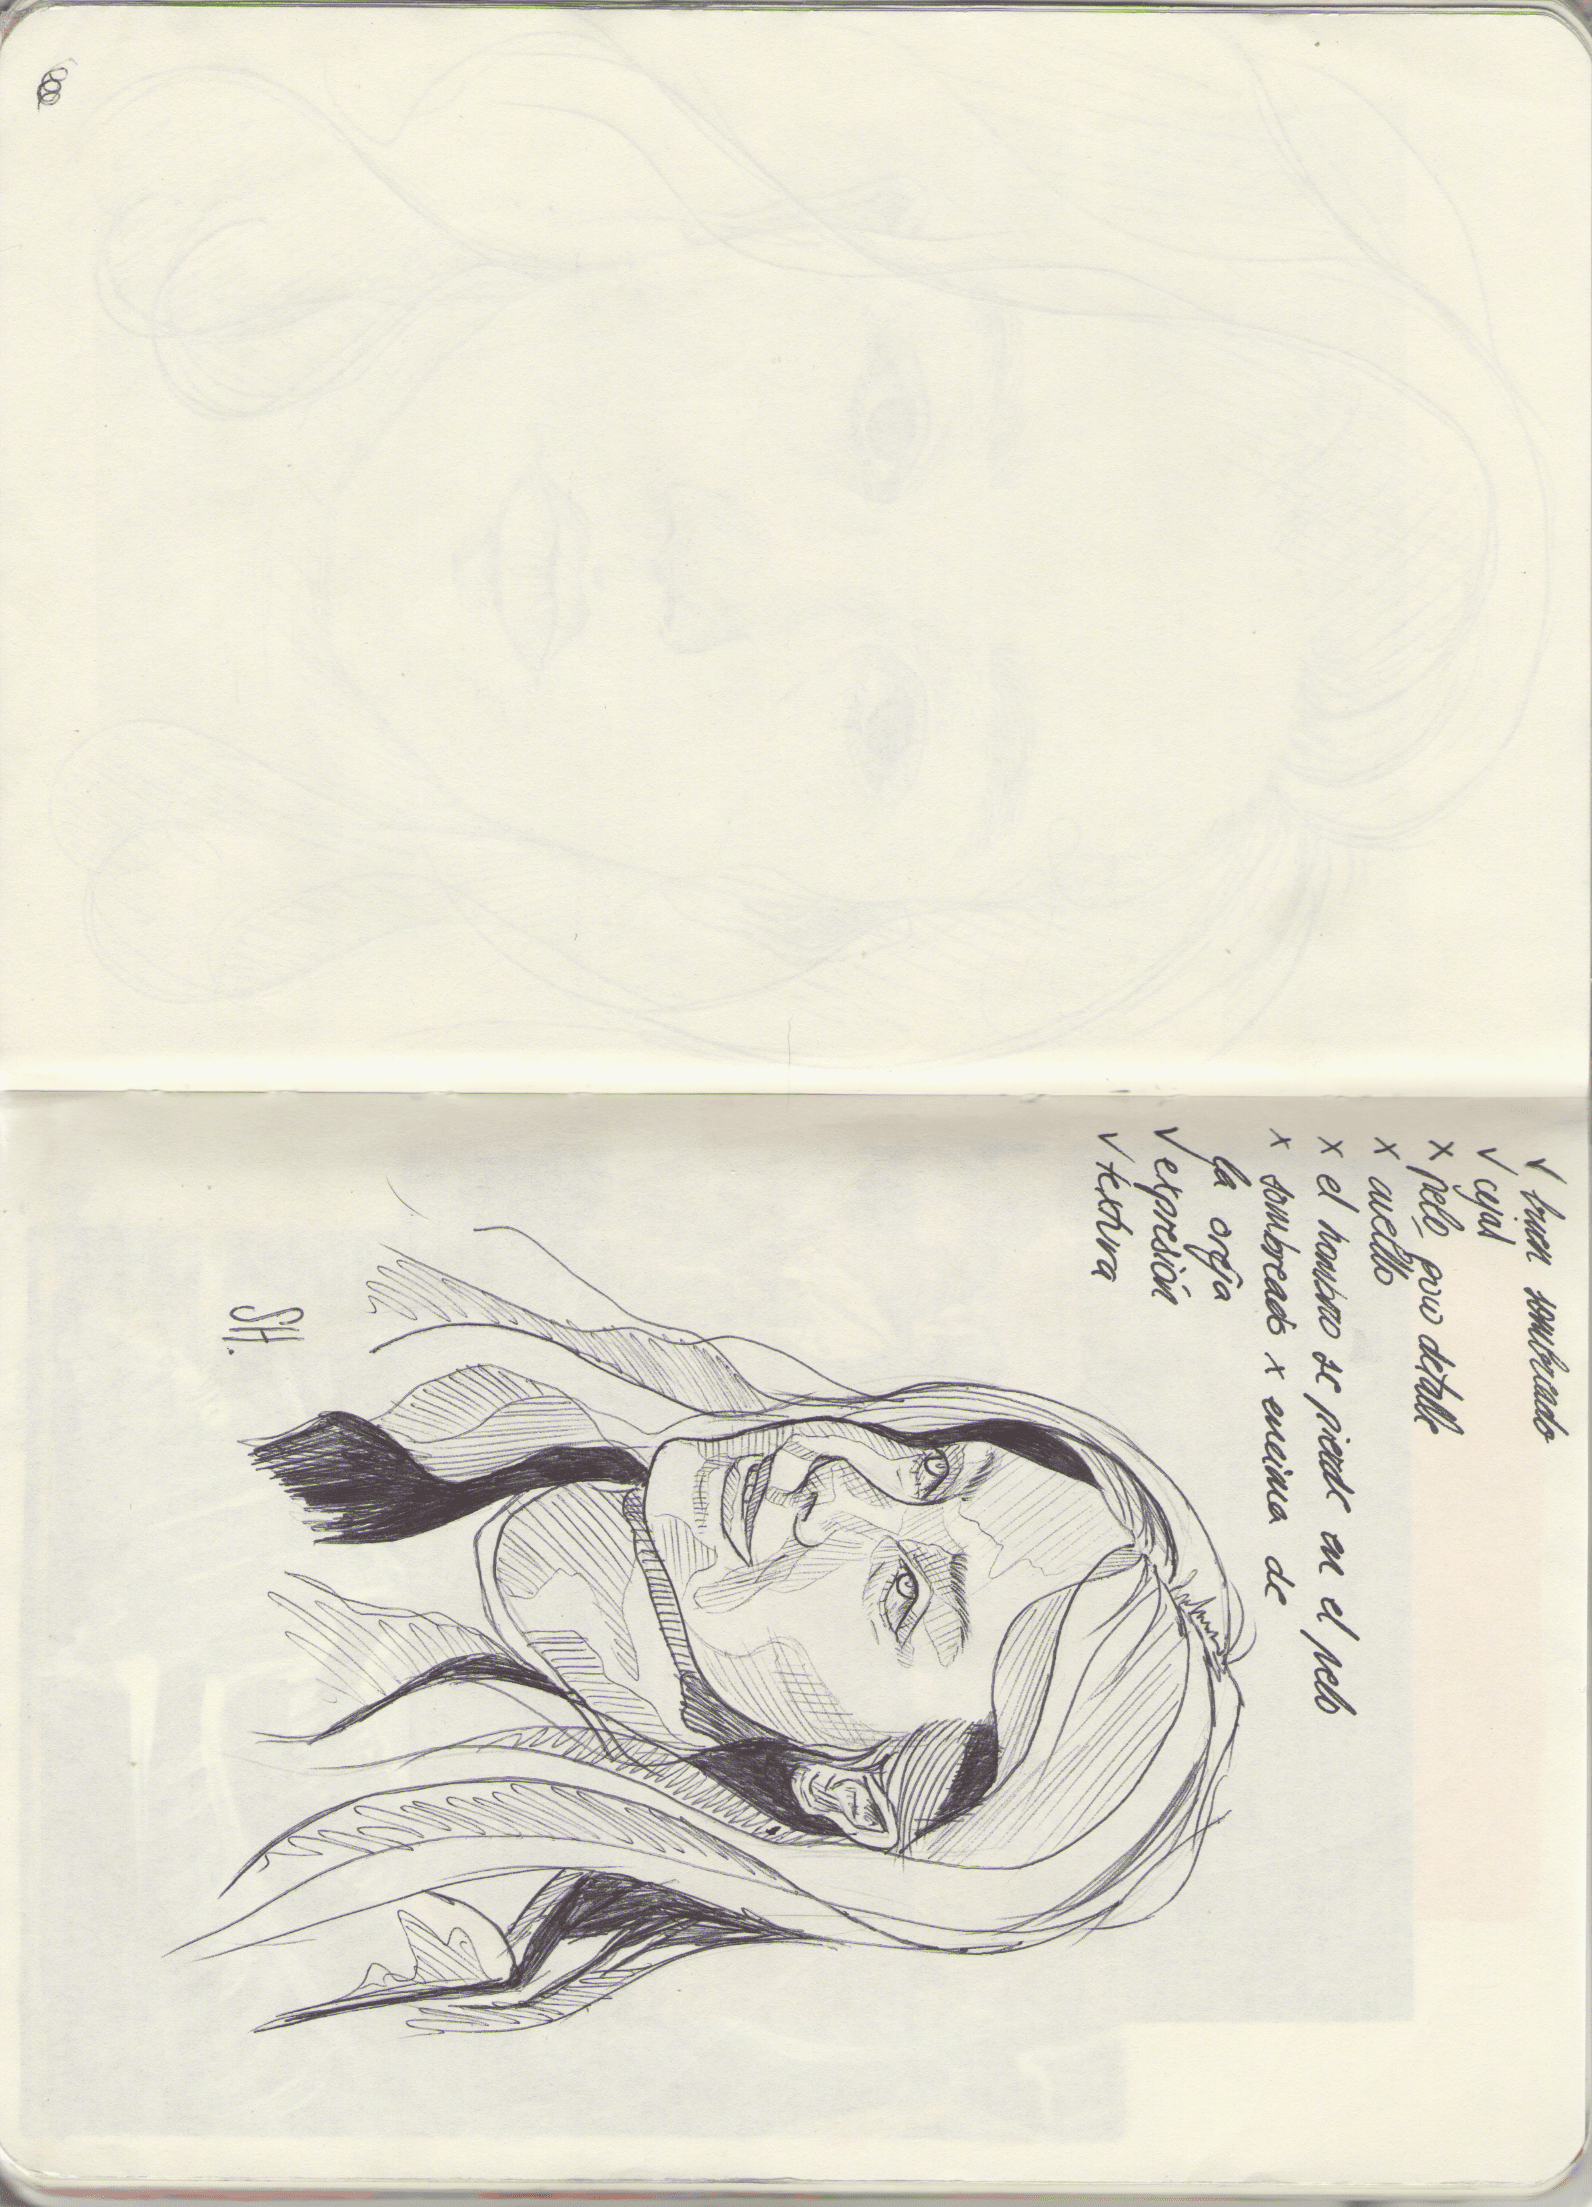 ✓ buen sombreado
✓ cejas
x pelo poco detalle
x cuello
x el hombro se pierde en el pelo
x sombreado x encima de
la oreja
✓ expresión
✓ textura
SH.